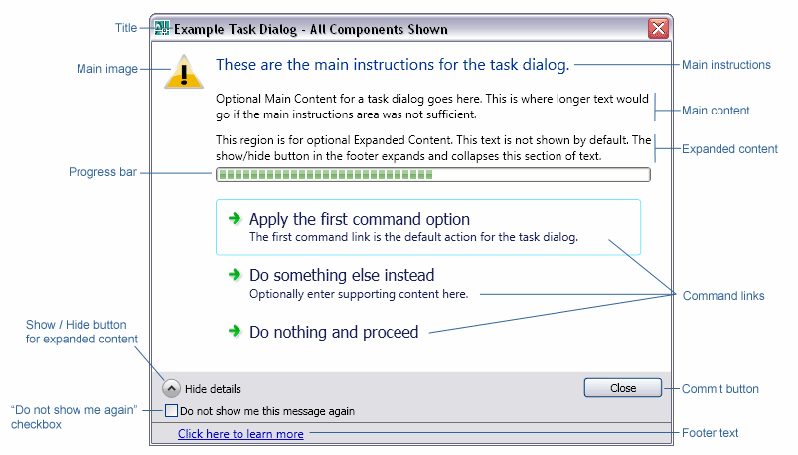 Title
Example Task Dialog - All Components Shown
Main image
These are the main instructions for the task dialog.
Main instructions
Optional Main Content for a task dialog goes here. This is where longer text would
go if the main instructions area was not sufficient.
Main content
This region is for optional Expanded Content. This text is not shown by default. The
show/hide button in the footer expands and collapses this section of text.
Expanded content
Progress bar
Apply the first command option
The first command link is the default action for the task dialog.
Do something else instead
Optionally enter supporting content here.
Command links
Do nothing and proceed
Show / Hide button
for expanded content
Hide details
Close
Commit button
"Do not show me again"
checkbox
Do not show me this message again
Click here to learn more
Footer text